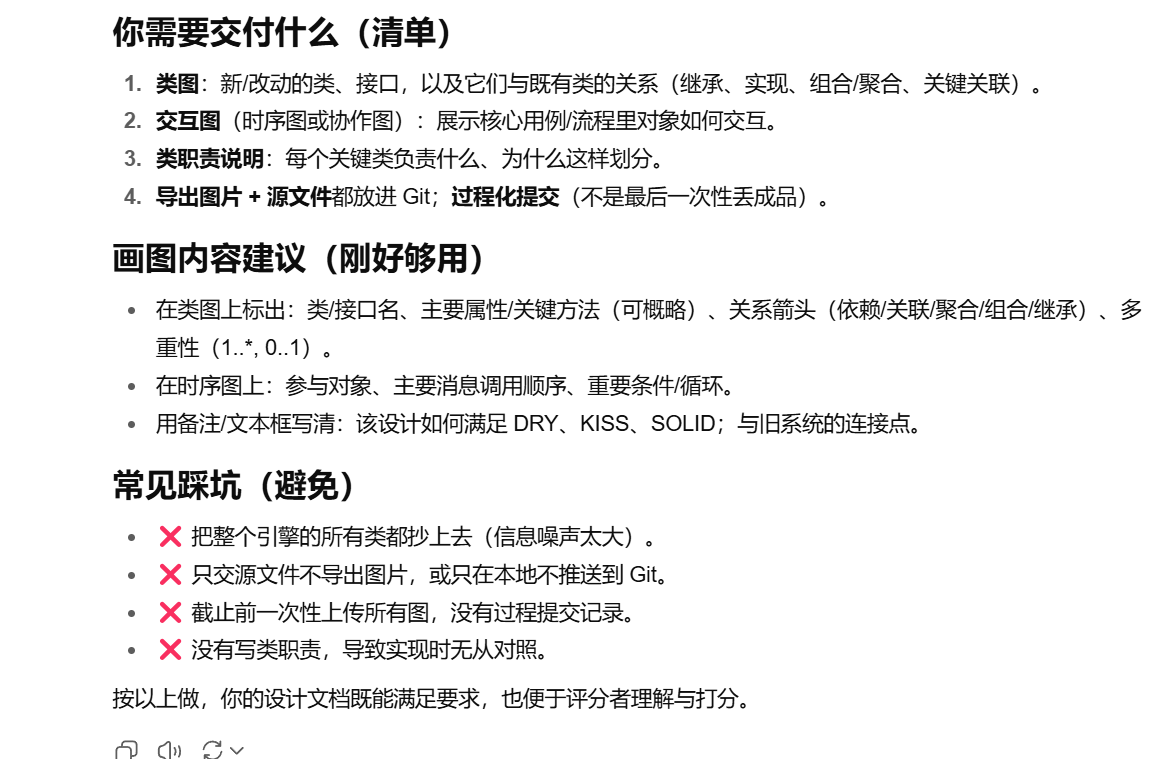 你需要交付什么（清单）
1. 类图：新/改动的类、接口，以及它们与既有类的关系（继承、实现、组合/聚合、关键关联）。
2. 交互图（时序图或协作图）：展示核心用例/流程里对象如何交互。
3. 类职责说明：每个关键类负责什么、为什么这样划分。
4. 导出图片 + 源文件都放进 Git；过程化提交（不是最后一次性丢成品）。
画图内容建议（刚好够用）
• 在类图上标出：类/接口名、主要属性/关键方法（可概略）、关系箭头（依赖/关联/聚合/组合/继承）、多
重性（1..*, 0..1）。
• 在时序图上：参与对象、主要消息调用顺序、重要条件/循环。
• 用备注/文本框写清：该设计如何满足 DRY、KISS、SOLID；与旧系统的连接点。
常见踩坑（避免）
• ❌ 把整个引擎的所有类都抄上去（信息噪声太大）。
• ❌ 只交源文件不导出图片，或只在本地不推送到 Git。
• ❌ 截止前一次性上传所有图，没有过程提交记录。
• ❌ 没有写类职责，导致实现时无从对照。
按以上做，你的设计文档既能满足要求，也便于评分者理解与打分。